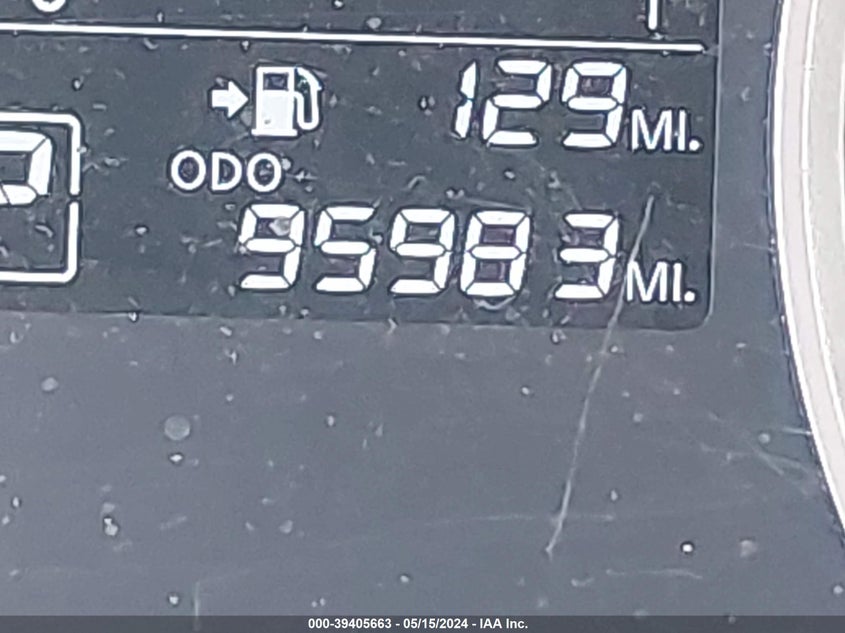 129 MI.
ODO
95983 MI.
000-39405663 - 05/15/2024 - IAA Inc.